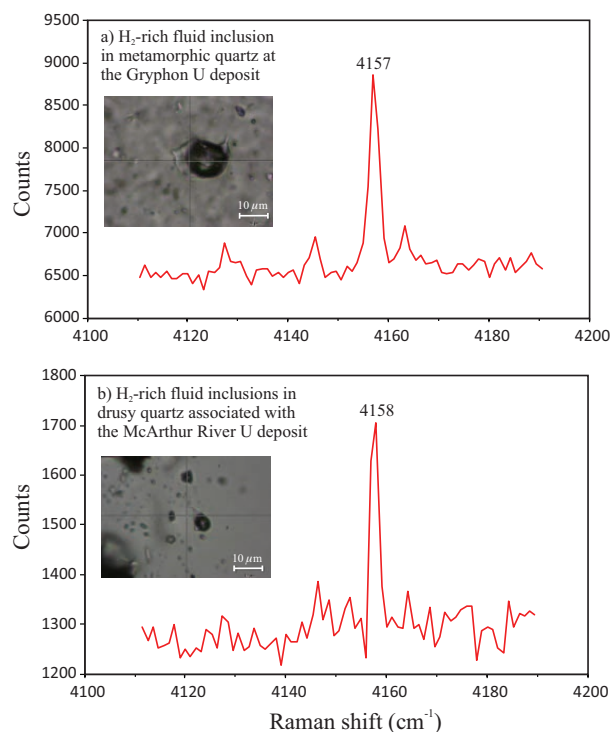 9500
9000
8500
8000
7500
7000
6500
6000
Counts
a) H₂-rich fluid inclusion
in metamorphic quartz at
the Gryphon U deposit
4157
10 μm
4100 4120 4140 4160 4180 4200
1800
1700
1600
1500
1400
1300
1200
Counts
b) H₂-rich fluid inclusions in
drusy quartz associated with
the McArthur River U deposit
4158
10 μm
4100 4120 4140 4160 4180 4200
Raman shift (cm⁻¹)